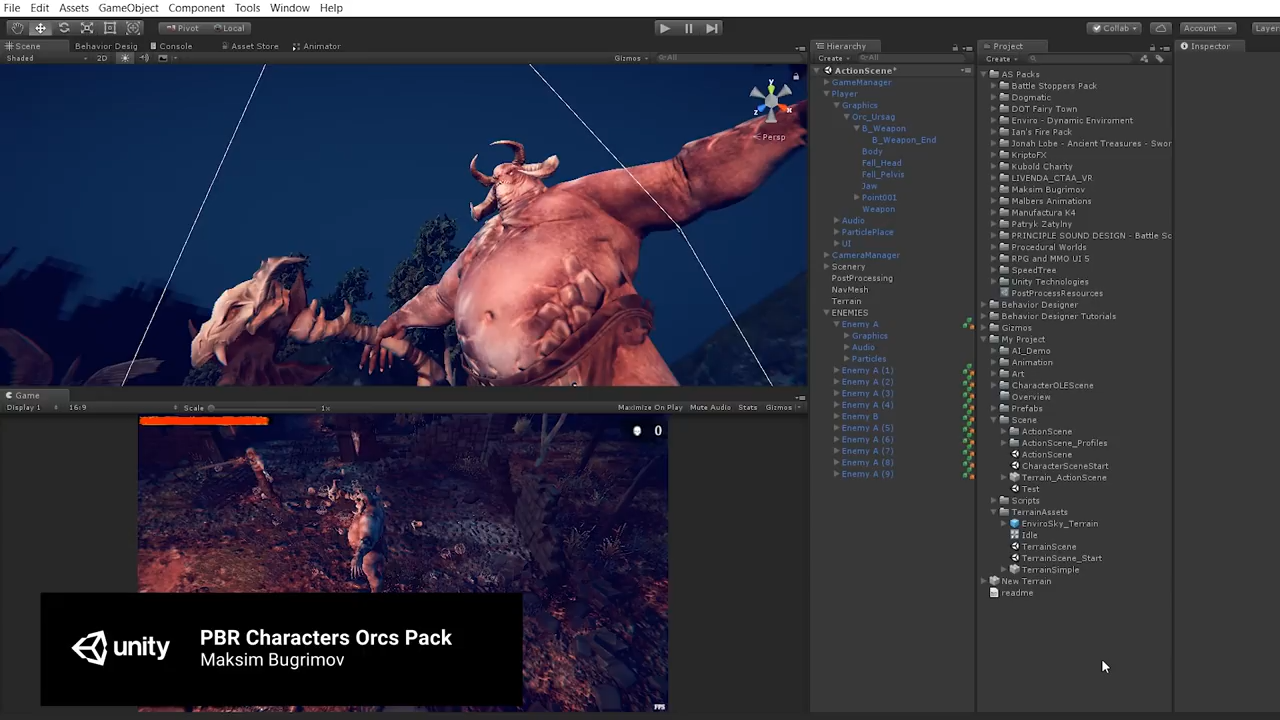 File Edit Assets GameObject Component Tools Window Help
Pivot Local Collab Account Layer
Scene Behavior Desig Console Asset Store Animator
Shaded 2D Gizmos All
Persp
Game
Display 1 16:9 Scale 1x Maximize On Play Mute Audio Stats Gizmos
0
FPS
unity
PBR Characters Orcs Pack
Maksim Bugrimov
Hierarchy
Create All
ActionScene*
GameManager
Player
Graphics
Orc_Ursag
B_Weapon
B_Weapon_End
Body
Fell_Head
Fell_Pelvis
Jaw
Point001
Weapon
Audio
ParticlePlace
UI
CameraManager
Scenery
PostProcessing
NavMesh
Terrain
ENEMIES
Enemy A
Graphics
Audio
Particles
Enemy A (1)
Enemy A (2)
Enemy A (3)
Enemy A (4)
Enemy B
Enemy A (5)
Enemy A (6)
Enemy A (7)
Enemy A (8)
Enemy A (9)
Project
Create
AS Packs
Battle Stoppers Pack
Dogmatic
DOT Fairy Town
Enviro - Dynamic Enviroment
Ian's Fire Pack
Jonah Lobe - Ancient Treasures - Swor
KriptoFX
Kubold Charity
LIVENDA_CTAA_VR
Maksim Bugrimov
Malbers Animations
Manufactura K4
Patryk Zatylny
PRINCIPLE SOUND DESIGN - Battle Sc
Procedural Worlds
RPG and MMO UI 5
SpeedTree
Unity Technologies
PostProcessResources
Behavior Designer
Behavior Designer Tutorials
Gizmos
My Project
AI_Demo
Animation
Art
CharacterOLEScene
Overview
Prefabs
Scene
ActionScene
ActionScene_Profiles
ActionScene
CharacterSceneStart
Terrain_ActionScene
Test
Scripts
TerrainAssets
EnviroSky_Terrain
Idle
TerrainScene
TerrainScene_Start
TerrainSimple
New Terrain
readme
Inspector